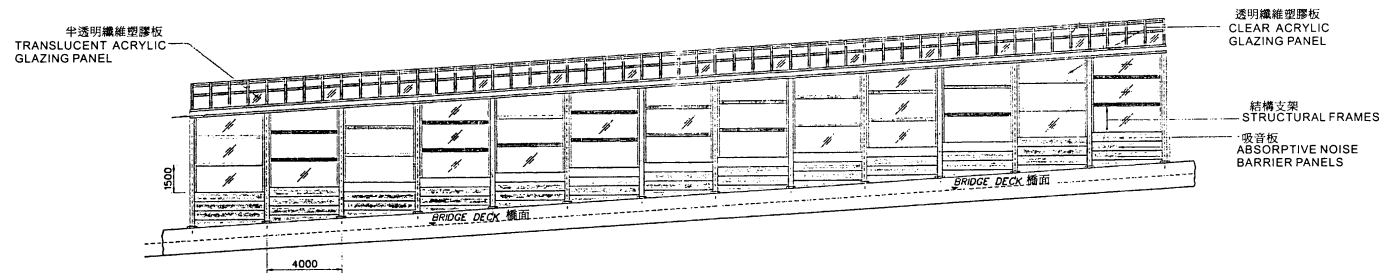 半透明纖維塑膠板
TRANSLUCENT ACRYLIC
GLAZING PANEL
透明纖維塑膠板
CLEAR ACRYLIC
GLAZING PANEL
結構支架
STRUCTURAL FRAMES
吸音板
ABSORPTIVE NOISE
BARRIER PANELS
1500
BRIDGE DECK 橋面
BRIDGE DECK 橋面
4000